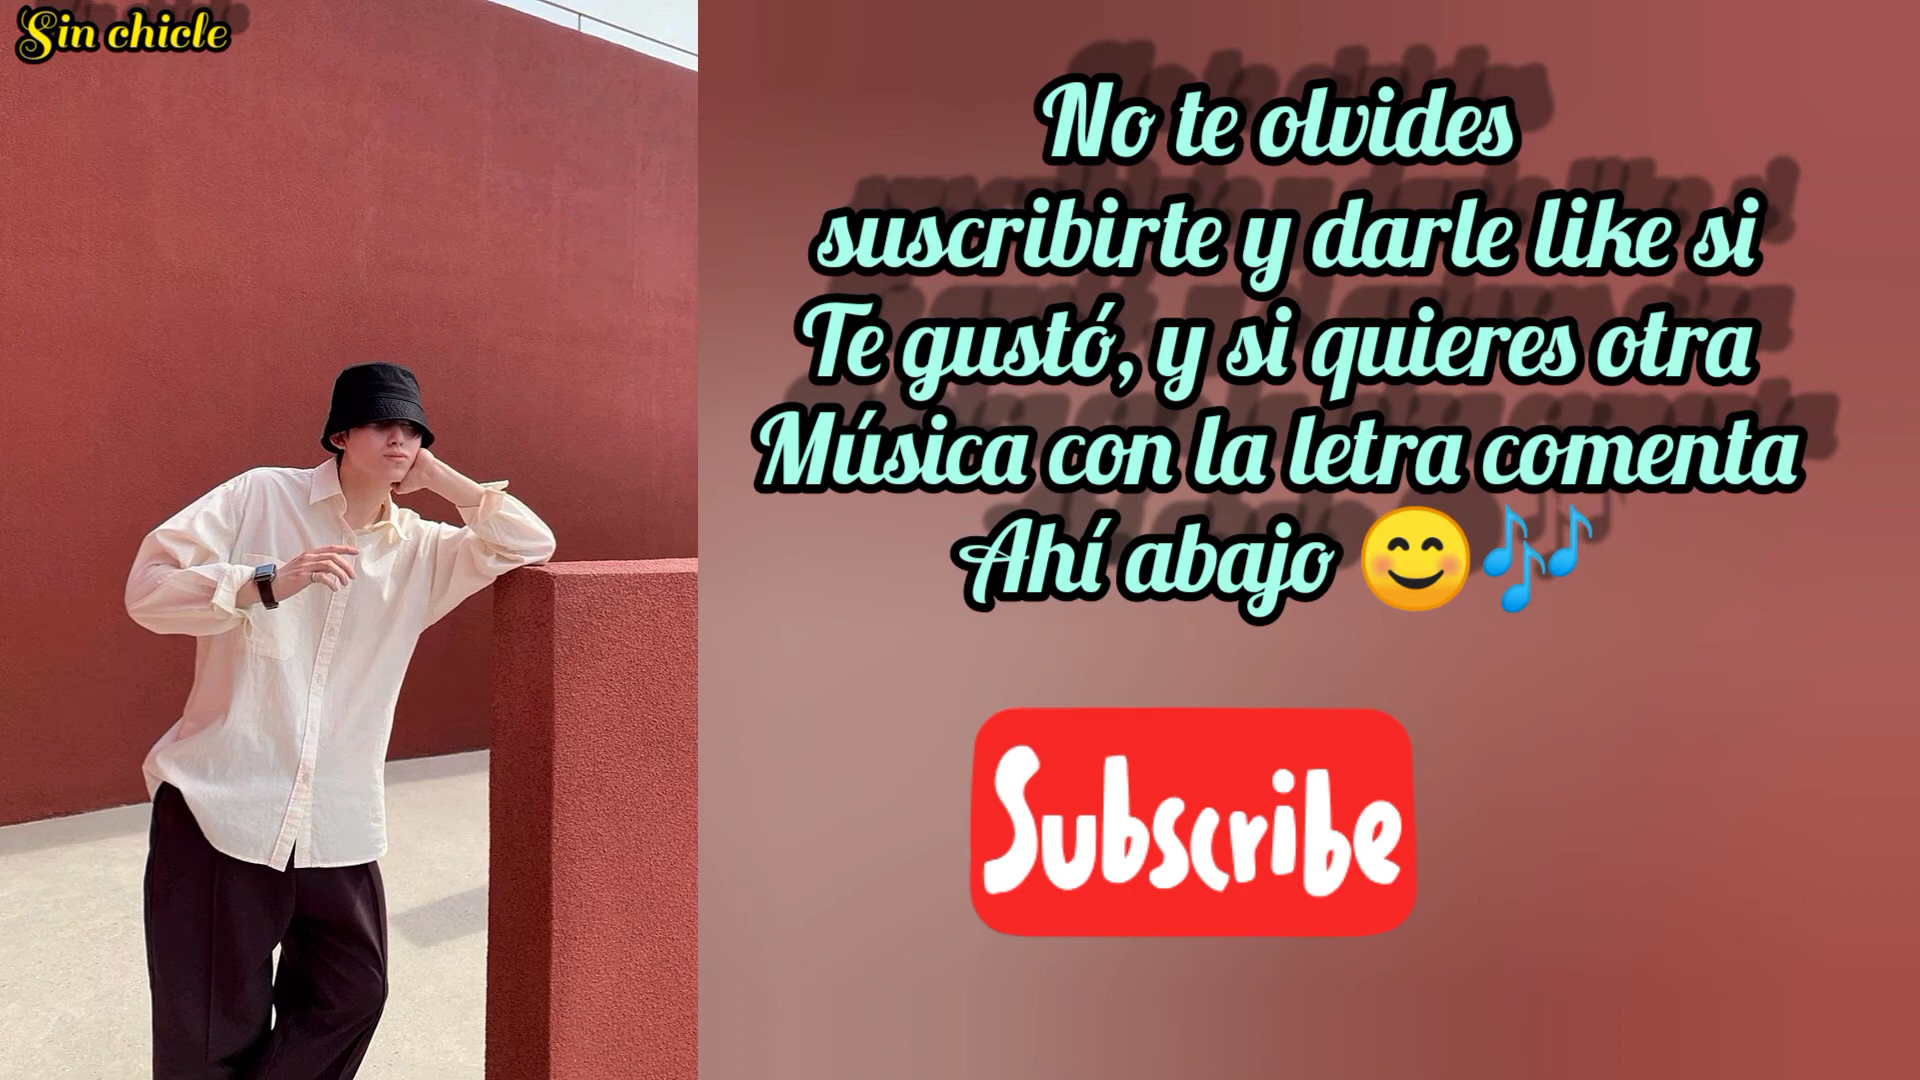 Sin chicle
No te olvides
suscribirte y darle like si
Te gustó, y si quieres otra
Música con la letra comenta
Ahí abajo 😊🎶
Subscribe